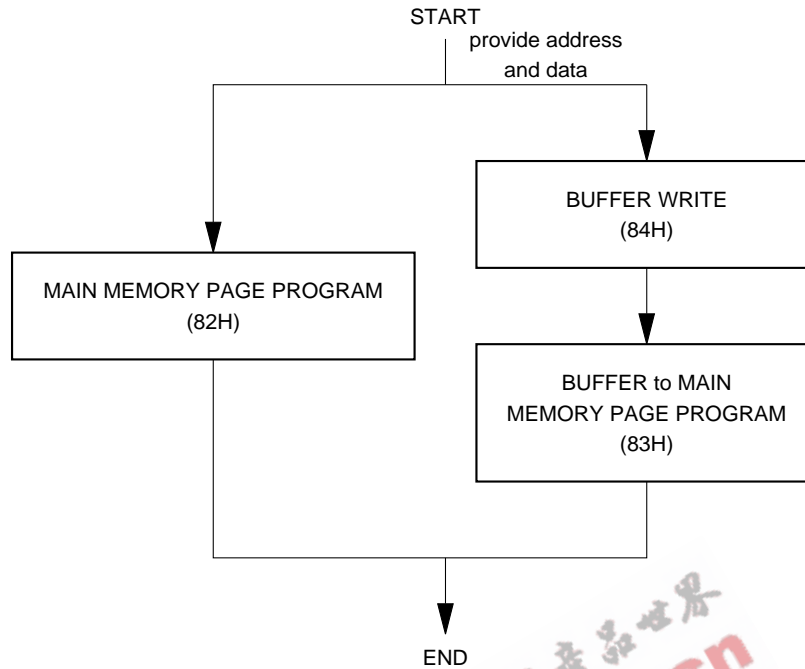 START
provide address
and data
BUFFER WRITE
(84H)
MAIN MEMORY PAGE PROGRAM
(82H)
BUFFER to MAIN
MEMORY PAGE PROGRAM
(83H)
END